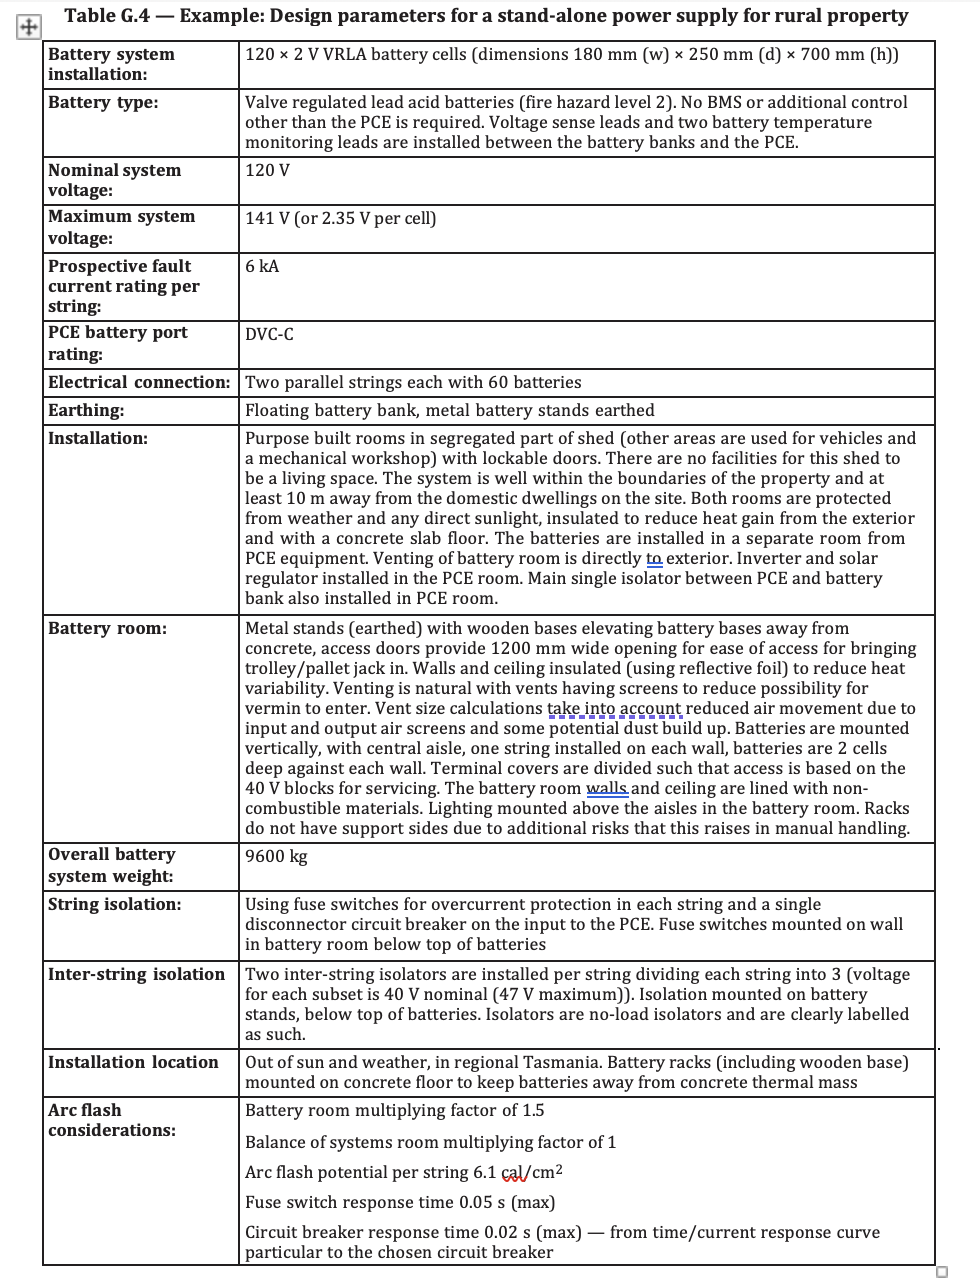 Table G.4 — Example: Design parameters for a stand-alone power supply for rural property
Battery system
installation:
120 × 2 V VRLA battery cells (dimensions 180 mm (w) × 250 mm (d) × 700 mm (h))
Battery type:
Valve regulated lead acid batteries (fire hazard level 2). No BMS or additional control
other than the PCE is required. Voltage sense leads and two battery temperature
monitoring leads are installed between the battery banks and the PCE.
Nominal system
voltage:
120 V
Maximum system
voltage:
141 V (or 2.35 V per cell)
Prospective fault
current rating per
string:
6 kA
PCE battery port
rating:
DVC-C
Electrical connection:
Two parallel strings each with 60 batteries
Earthing:
Floating battery bank, metal battery stands earthed
Installation:
Purpose built rooms in segregated part of shed (other areas are used for vehicles and
a mechanical workshop) with lockable doors. There are no facilities for this shed to
be a living space. The system is well within the boundaries of the property and at
least 10 m away from the domestic dwellings on the site. Both rooms are protected
from weather and any direct sunlight, insulated to reduce heat gain from the exterior
and with a concrete slab floor. The batteries are installed in a separate room from
PCE equipment. Venting of battery room is directly to exterior. Inverter and solar
regulator installed in the PCE room. Main single isolator between PCE and battery
bank also installed in PCE room.
Battery room:
Metal stands (earthed) with wooden bases elevating battery bases away from
concrete, access doors provide 1200 mm wide opening for ease of access for bringing
trolley/pallet jack in. Walls and ceiling insulated (using reflective foil) to reduce heat
variability. Venting is natural with vents having screens to reduce possibility for
vermin to enter. Vent size calculations take into account reduced air movement due to
input and output air screens and some potential dust build up. Batteries are mounted
vertically, with central aisle, one string installed on each wall, batteries are 2 cells
deep against each wall. Terminal covers are divided such that access is based on the
40 V blocks for servicing. The battery room walls and ceiling are lined with non-
combustible materials. Lighting mounted above the aisles in the battery room. Racks
do not have support sides due to additional risks that this raises in manual handling.
Overall battery
system weight:
9600 kg
String isolation:
Using fuse switches for overcurrent protection in each string and a single
disconnector circuit breaker on the input to the PCE. Fuse switches mounted on wall
in battery room below top of batteries
Inter-string isolation
Two inter-string isolators are installed per string dividing each string into 3 (voltage
for each subset is 40 V nominal (47 V maximum)). Isolation mounted on battery
stands, below top of batteries. Isolators are no-load isolators and are clearly labelled
as such.
Installation location
Out of sun and weather, in regional Tasmania. Battery racks (including wooden base)
mounted on concrete floor to keep batteries away from concrete thermal mass
Arc flash
considerations:
Battery room multiplying factor of 1.5
Balance of systems room multiplying factor of 1
Arc flash potential per string 6.1 cal/cm²
Fuse switch response time 0.05 s (max)
Circuit breaker response time 0.02 s (max) — from time/current response curve
particular to the chosen circuit breaker